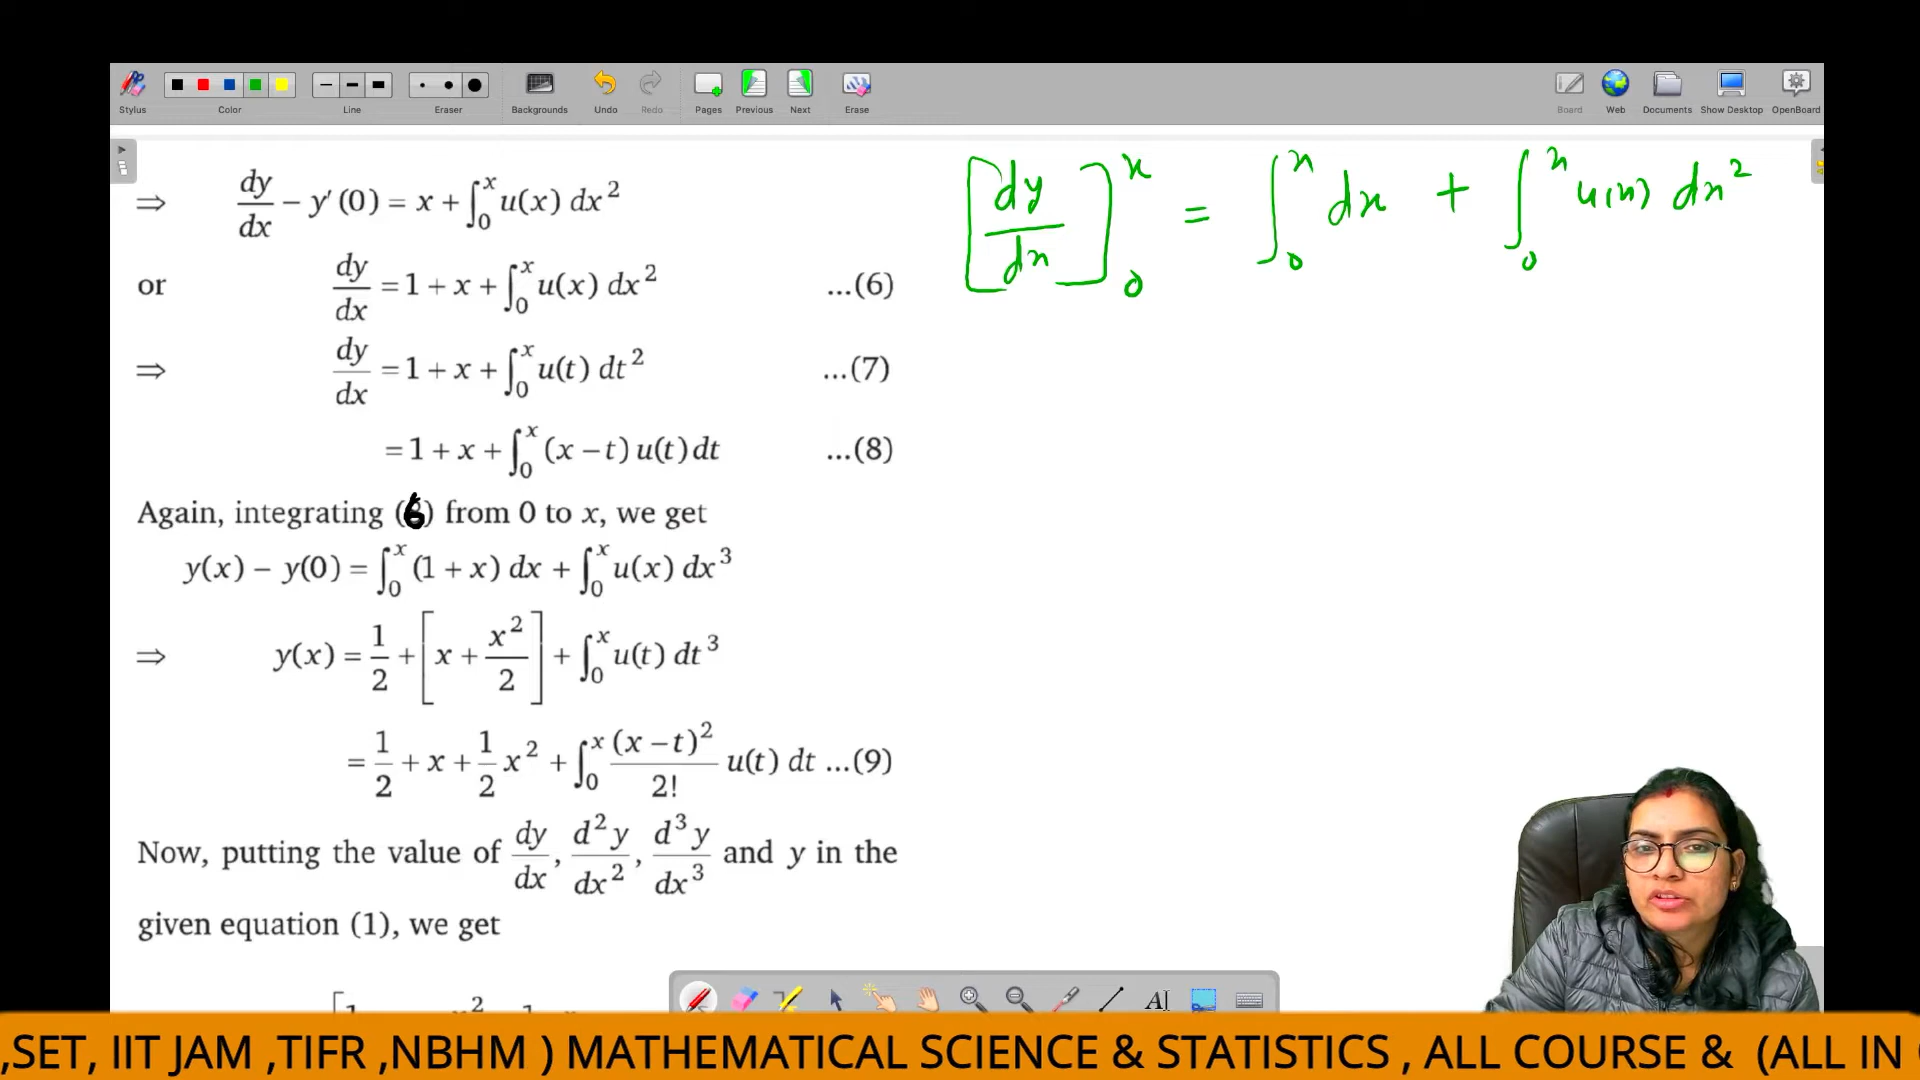 Stylus Color Line Eraser Backgrounds Undo Redo Pages Previous Next Erase Board Web Documents Show Desktop OpenBoard
⇒ dy/dx − y′(0) = x + ∫₀ˣ u(x) dx²
or dy/dx = 1 + x + ∫₀ˣ u(x) dx² ...(6)
⇒ dy/dx = 1 + x + ∫₀ˣ u(t) dt² ...(7)
= 1 + x + ∫₀ˣ (x − t) u(t) dt ...(8)
Again, integrating (6) from 0 to x, we get
y(x) − y(0) = ∫₀ˣ (1 + x) dx + ∫₀ˣ u(x) dx³
⇒ y(x) = 1/2 + [x + x²/2] + ∫₀ˣ u(t) dt³
= 1/2 + x + 1/2 x² + ∫₀ˣ (x − t)²/2! u(t) dt ...(9)
Now, putting the value of dy/dx, d²y/dx², d³y/dx³ and y in the
given equation (1), we get
[dy/dx]₀ˣ = ∫₀ˣ dx + ∫₀ˣ u(x) dx²
,SET, IIT JAM ,TIFR ,NBHM ) MATHEMATICAL SCIENCE & STATISTICS , ALL COURSE & (ALL IN